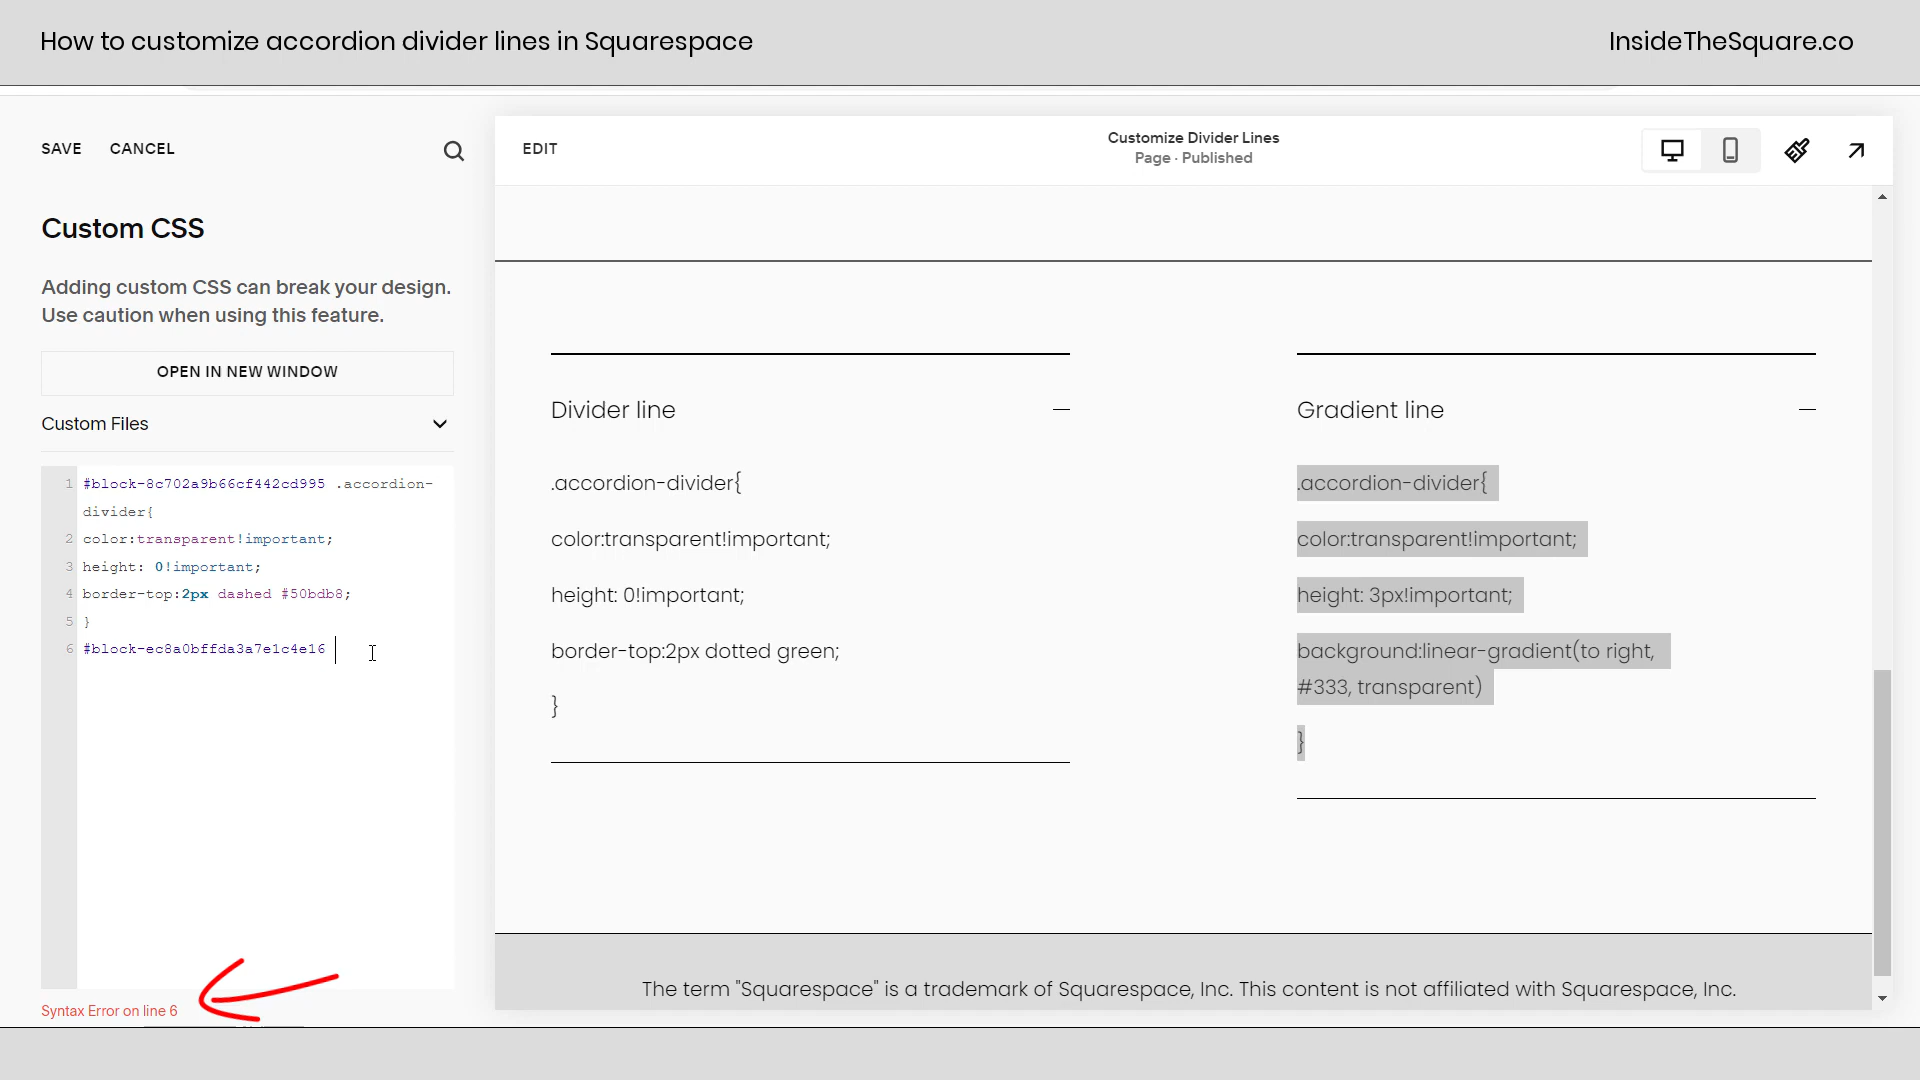 How to customize accordion divider lines in Squarespace
InsideTheSquare.co
SAVE CANCEL
EDIT
Customize Divider Lines
Page · Published
Custom CSS
Adding custom CSS can break your design.
Use caution when using this feature.
OPEN IN NEW WINDOW
Custom Files
1 #block-8c702a9b66cf442cd995 .accordion-
divider{
2 color:transparent!important;
3 height: 0!important;
4 border-top:2px dashed #50bdb8;
5 }
6 #block-ec8a0bffda3a7e1c4e16
Syntax Error on line 6
Divider line
.accordion-divider{
color:transparent!important;
height: 0!important;
border-top:2px dotted green;
}
Gradient line
.accordion-divider{
color:transparent!important;
height: 3px!important;
background:linear-gradient(to right,
#333, transparent)
}
The term "Squarespace" is a trademark of Squarespace, Inc. This content is not affiliated with Squarespace, Inc.